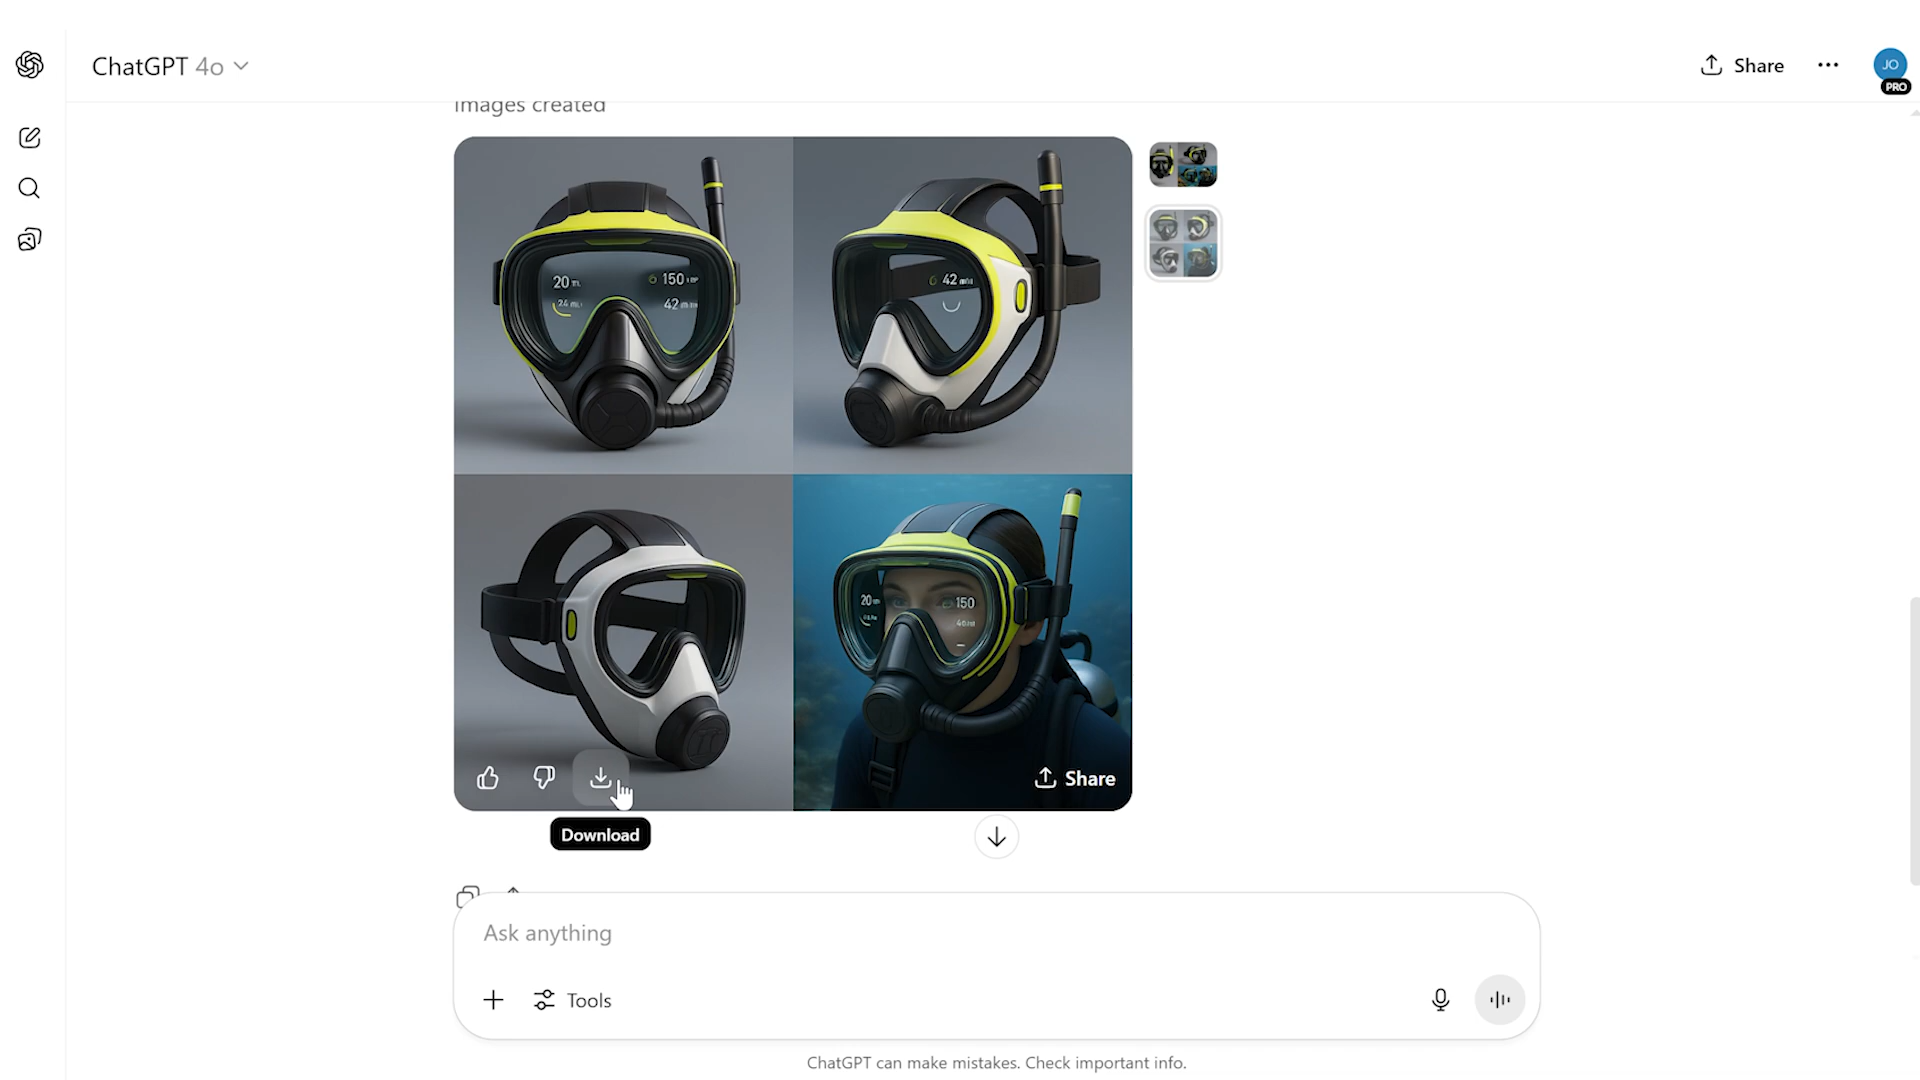 ChatGPT 4o
Share
JO
PRO
Images created
20
150
42
42
20
150
Share
Download
Ask anything
Tools
ChatGPT can make mistakes. Check important info.